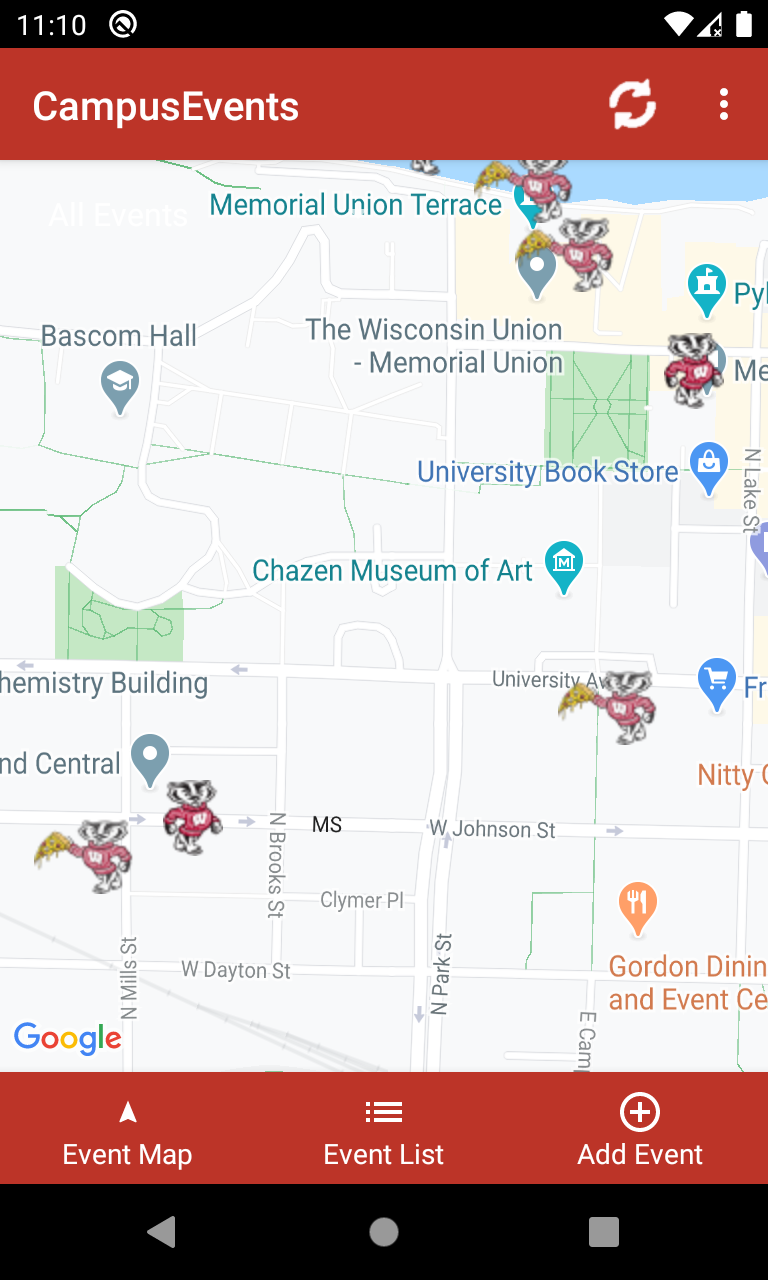 11:10
CampusEvents
All Events
Memorial Union Terrace
The Wisconsin Union
- Memorial Union
Pyl
Bascom Hall
Me
University Book Store
N Lake St
Chazen Museum of Art
University Av
hemistry Building
Fr
nd Central
Nitty
MS
W Johnson St
N Brooks St
Clymer Pl
W Dayton St
N Mills St
N Park St
Gordon Dinin
and Event Ce
E Camp
Google
Event Map
Event List
Add Event